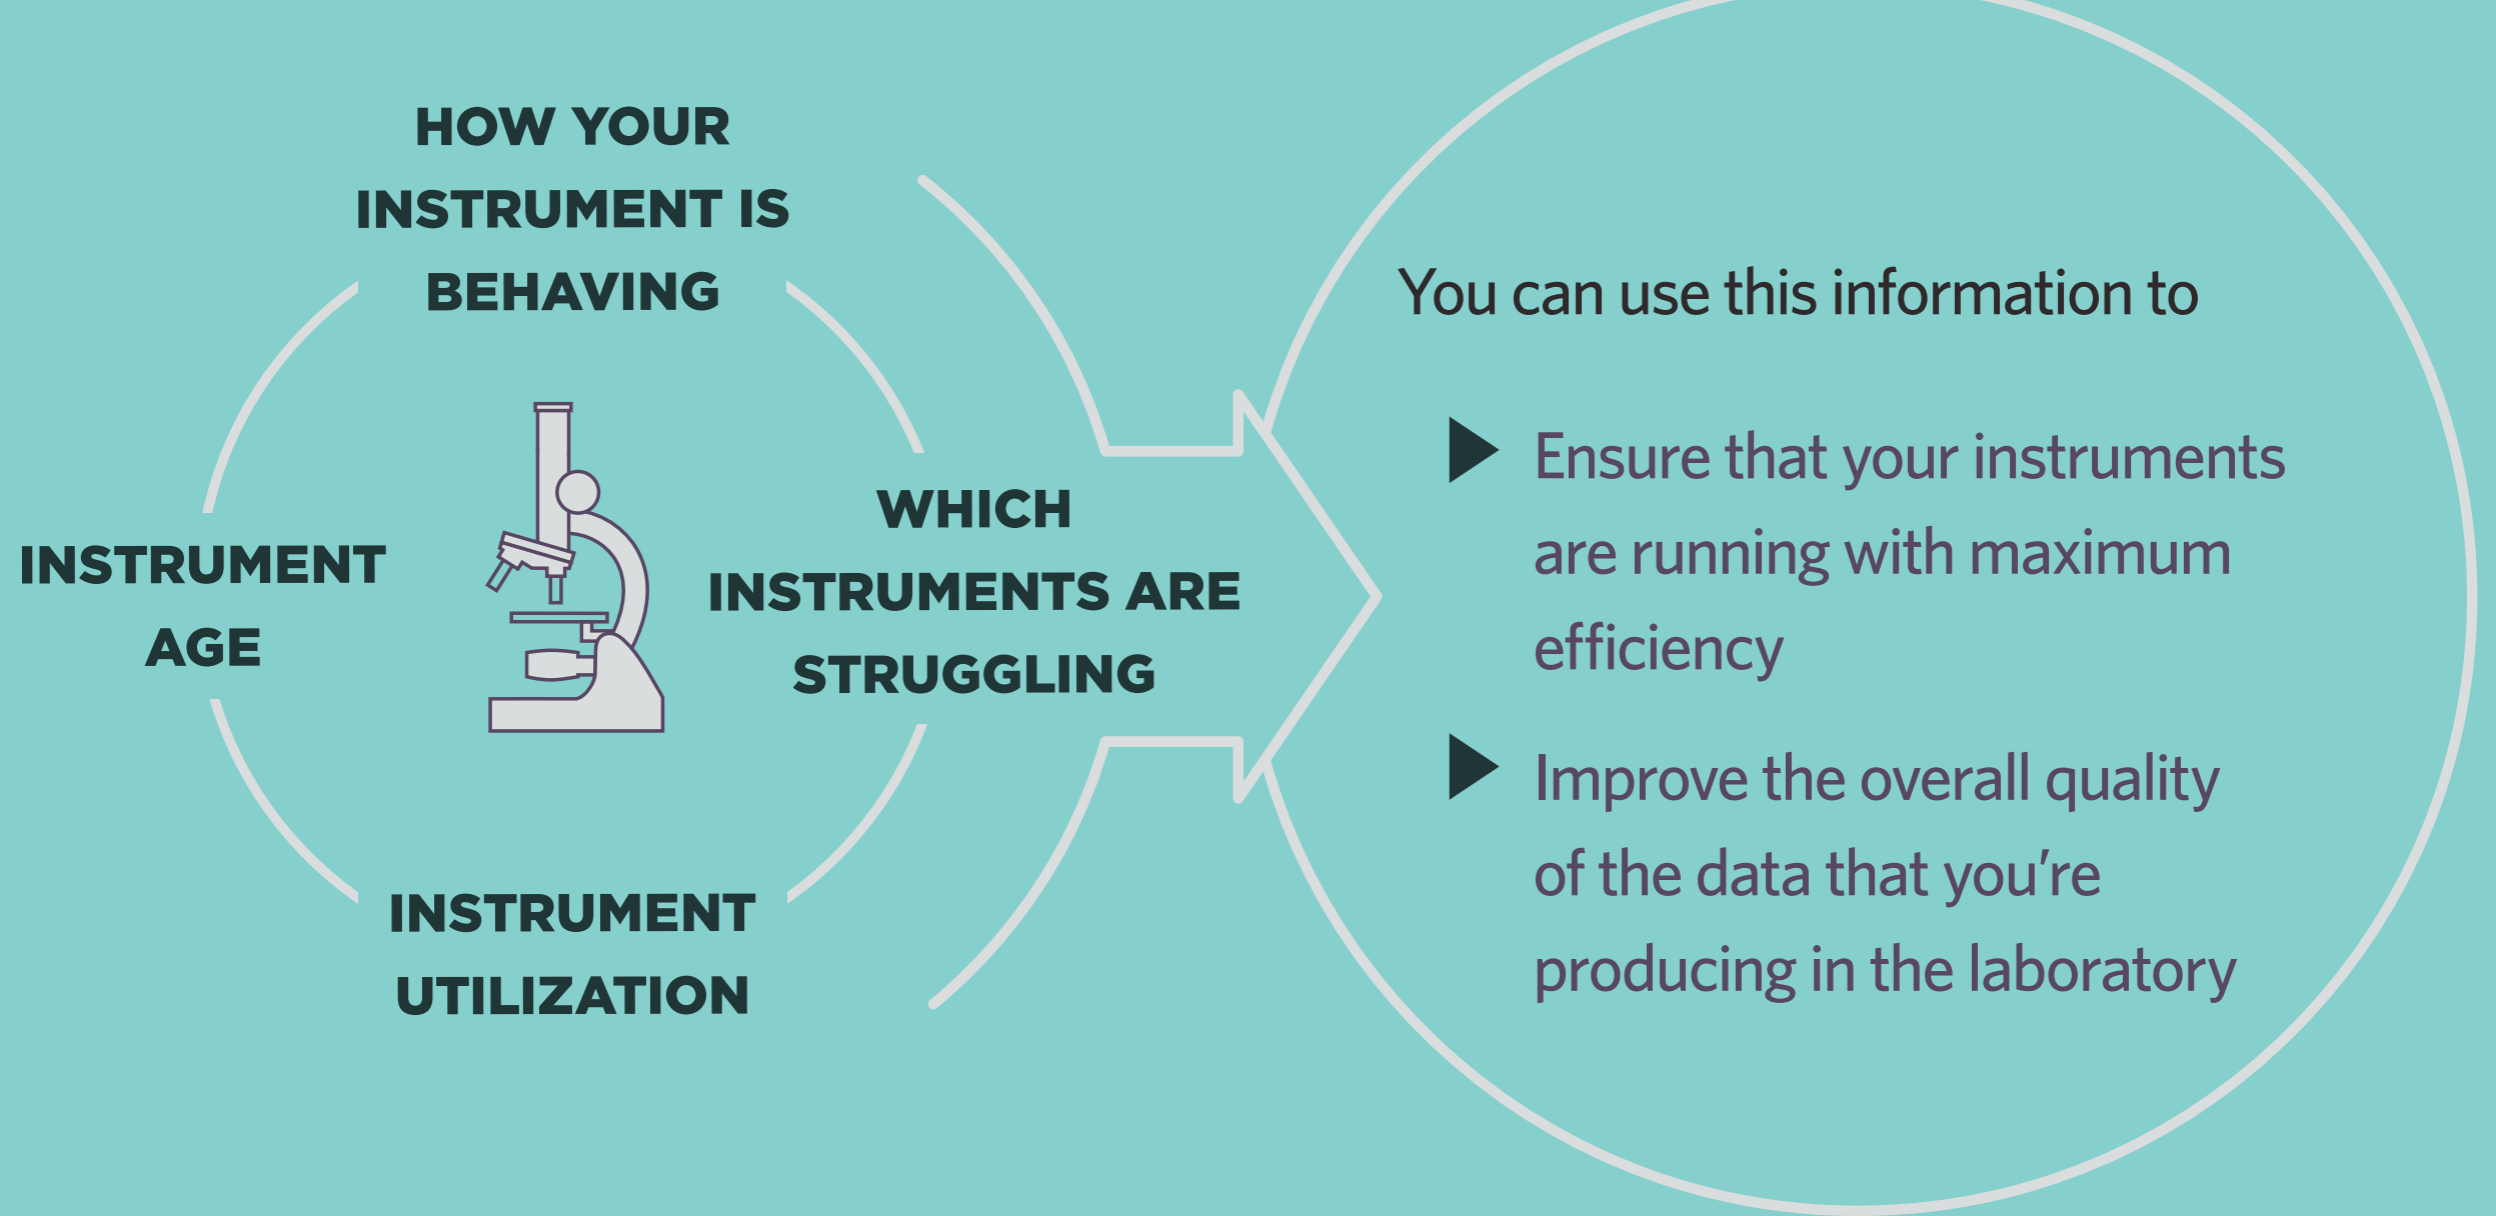 HOW YOUR
INSTRUMENT IS
BEHAVING
INSTRUMENT
AGE
WHICH
INSTRUMENTS ARE
STRUGGLING
INSTRUMENT
UTILIZATION
You can use this information to
Ensure that your instruments
are running with maximum
efficiency
Improve the overall quality
of the data that you’re
producing in the laboratory